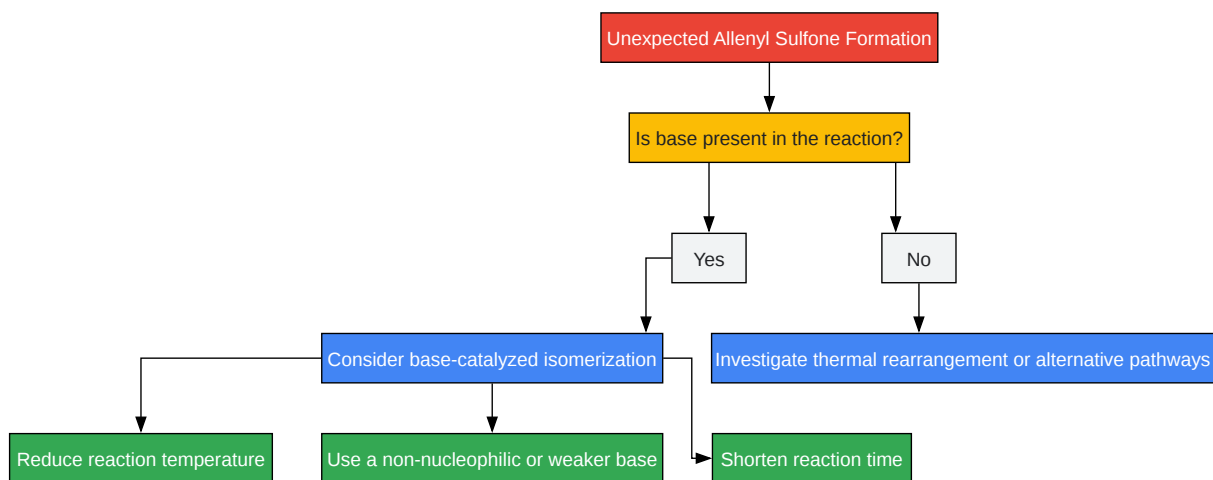 Unexpected Allenyl Sulfone Formation
Is base present in the reaction?
Yes
No
Consider base-catalyzed isomerization
Investigate thermal rearrangement or alternative pathways
Reduce reaction temperature
Use a non-nucleophilic or weaker base
Shorten reaction time